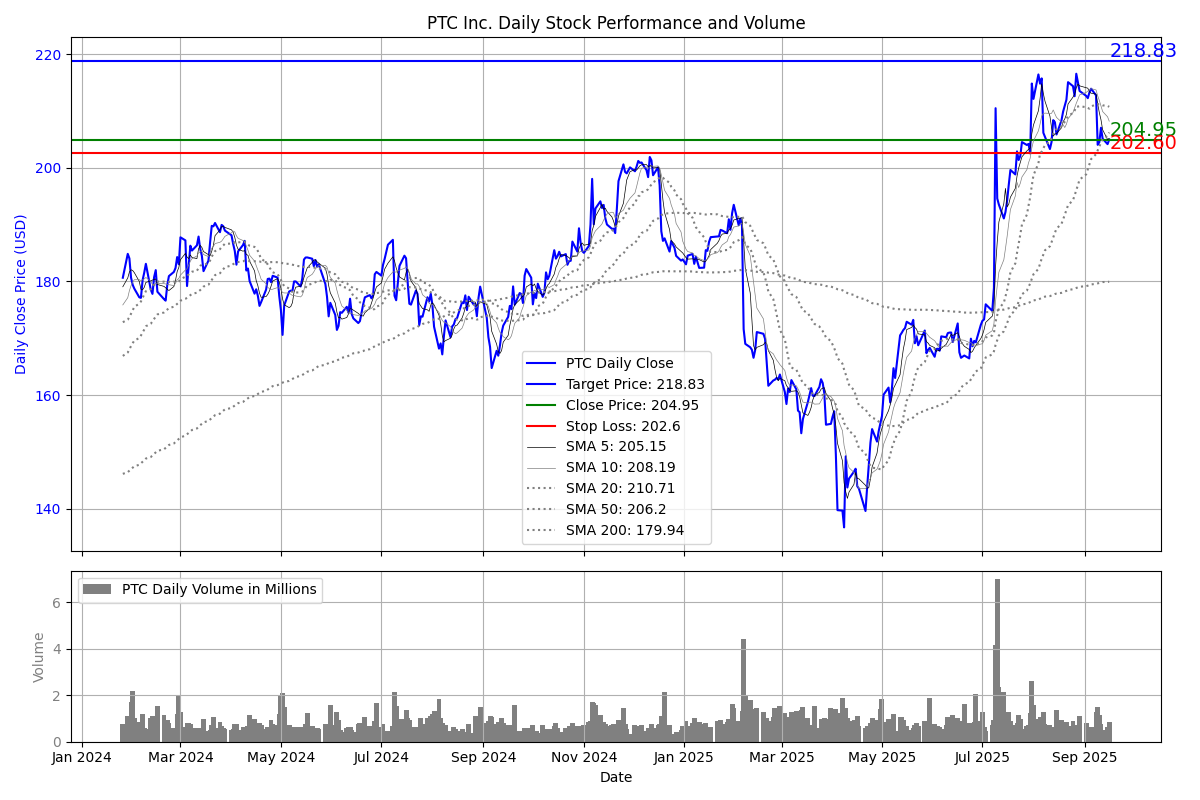 PTC Inc. Daily Stock Performance and Volume
220
200
180
160
140
Daily Close Price (USD)
218.83
204.95
202.60
PTC Daily Close
Target Price: 218.83
Close Price: 204.95
Stop Loss: 202.6
SMA 5: 205.15
SMA 10: 208.19
SMA 20: 210.71
SMA 50: 206.2
SMA 200: 179.94
PTC Daily Volume in Millions
6
4
2
0
Volume
Jan 2024 Mar 2024 May 2024 Jul 2024 Sep 2024 Nov 2024 Jan 2025 Mar 2025 May 2025 Jul 2025 Sep 2025
Date